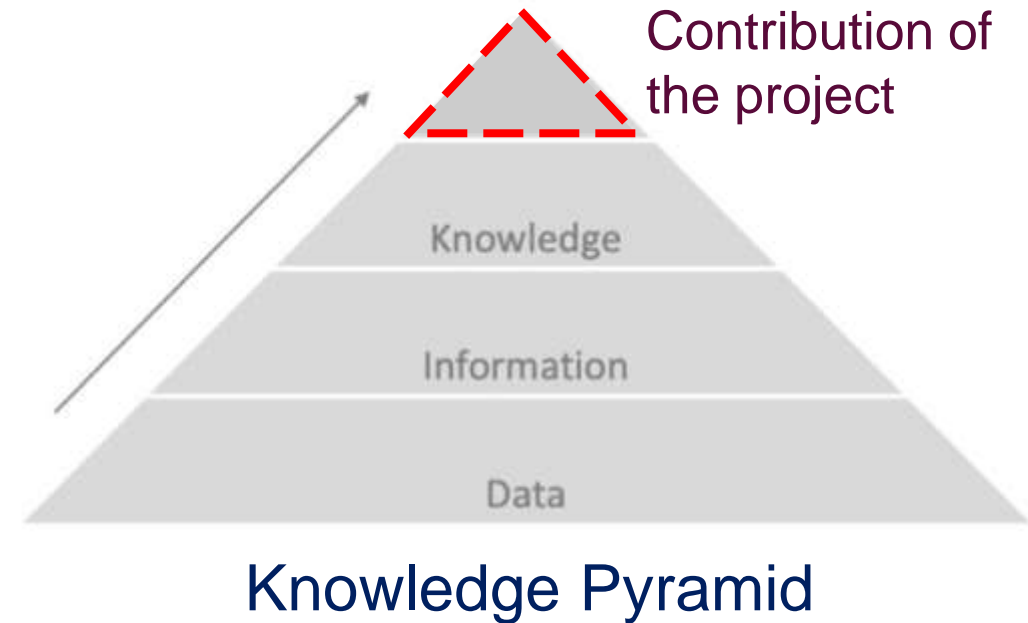 Contribution of
the project
Knowledge
Information
Data
Knowledge Pyramid